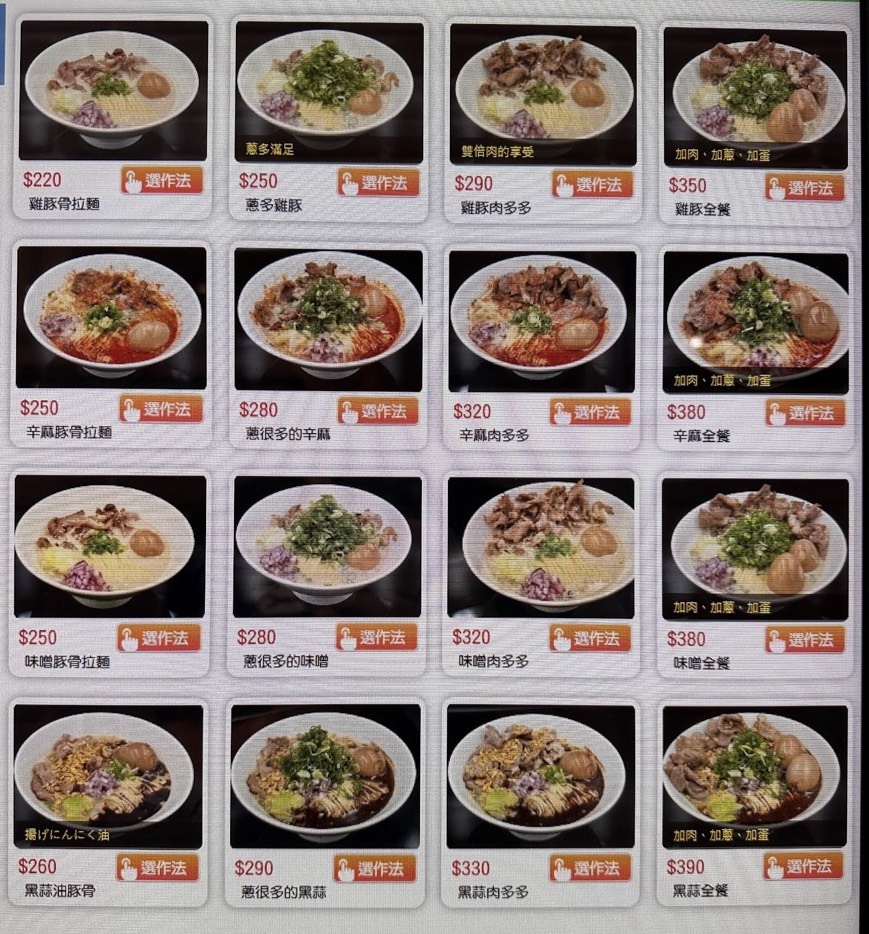 蔥多滿足
雙倍肉的享受
加肉、加蔥、加蛋
$220 選作法
$250 選作法
$290 選作法
$350 選作法
雞豚骨拉麵
蔥多雞豚
雞豚肉多多
雞豚全餐
加肉、加蔥、加蛋
$250 選作法
$280 選作法
$320 選作法
$380 選作法
辛麻豚骨拉麵
蔥很多的辛麻
辛麻肉多多
辛麻全餐
加肉、加蔥、加蛋
$250 選作法
$280 選作法
$320 選作法
$380 選作法
味噌豚骨拉麵
蔥很多的味噌
味噌肉多多
味噌全餐
揚げにんにく油
加肉、加蔥、加蛋
$260 選作法
$290 選作法
$330 選作法
$390 選作法
黑蒜油豚骨
蔥很多的黑蒜
黑蒜肉多多
黑蒜全餐